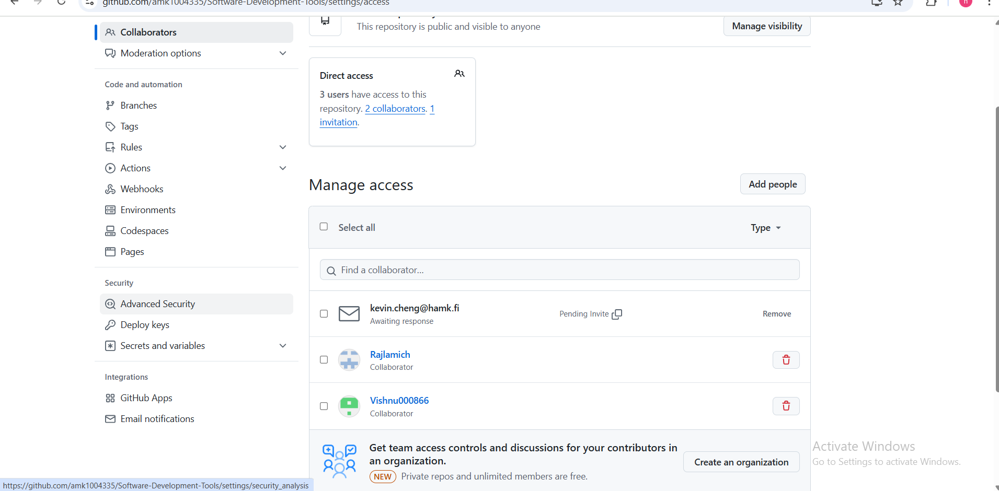 github.com/amk1004335/Software-Development-Tools/settings/access
n
Collaborators
Moderation options
Code and automation
Branches
Tags
Rules
Actions
Webhooks
Environments
Codespaces
Pages
Security
Advanced Security
Deploy keys
Secrets and variables
Integrations
GitHub Apps
Email notifications
This repository is public and visible to anyone
Manage visibility
Direct access
3 users have access to this
repository. 2 collaborators. 1
invitation.
Manage access
Add people
Select all
Type
Find a collaborator...
kevin.cheng@hamk.fi
Awaiting response
Pending Invite
Remove
Rajlamich
Collaborator
Vishnu000866
Collaborator
Get team access controls and discussions for your contributors in
an organization.
NEW Private repos and unlimited members are free.
Create an organization
Activate Windows
Go to Settings to activate Windows.
https://github.com/amk1004335/Software-Development-Tools/settings/security_analysis